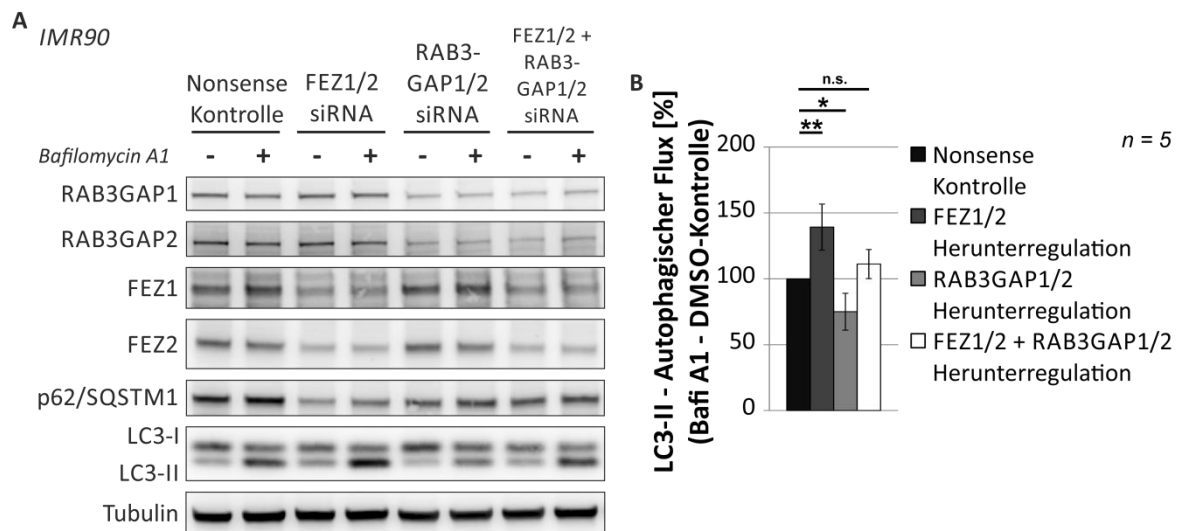 A
IMR90
Nonsense
Kontrolle
FEZ1/2
siRNA
RAB3-
GAP1/2
siRNA
FEZ1/2 +
RAB3-
GAP1/2
siRNA
Bafilomycin A1
- + - + - + - +
RAB3GAP1
RAB3GAP2
FEZ1
FEZ2
p62/SQSTM1
LC3-I
LC3-II
Tubulin
B
LC3-II - Autophagischer Flux [%]
(Bafi A1 - DMSO-Kontrolle)
n.s.
*
**
200
150
100
50
0
n = 5
Nonsense
Kontrolle
FEZ1/2
Herunterregulation
RAB3GAP1/2
Herunterregulation
FEZ1/2 + RAB3GAP1/2
Herunterregulation